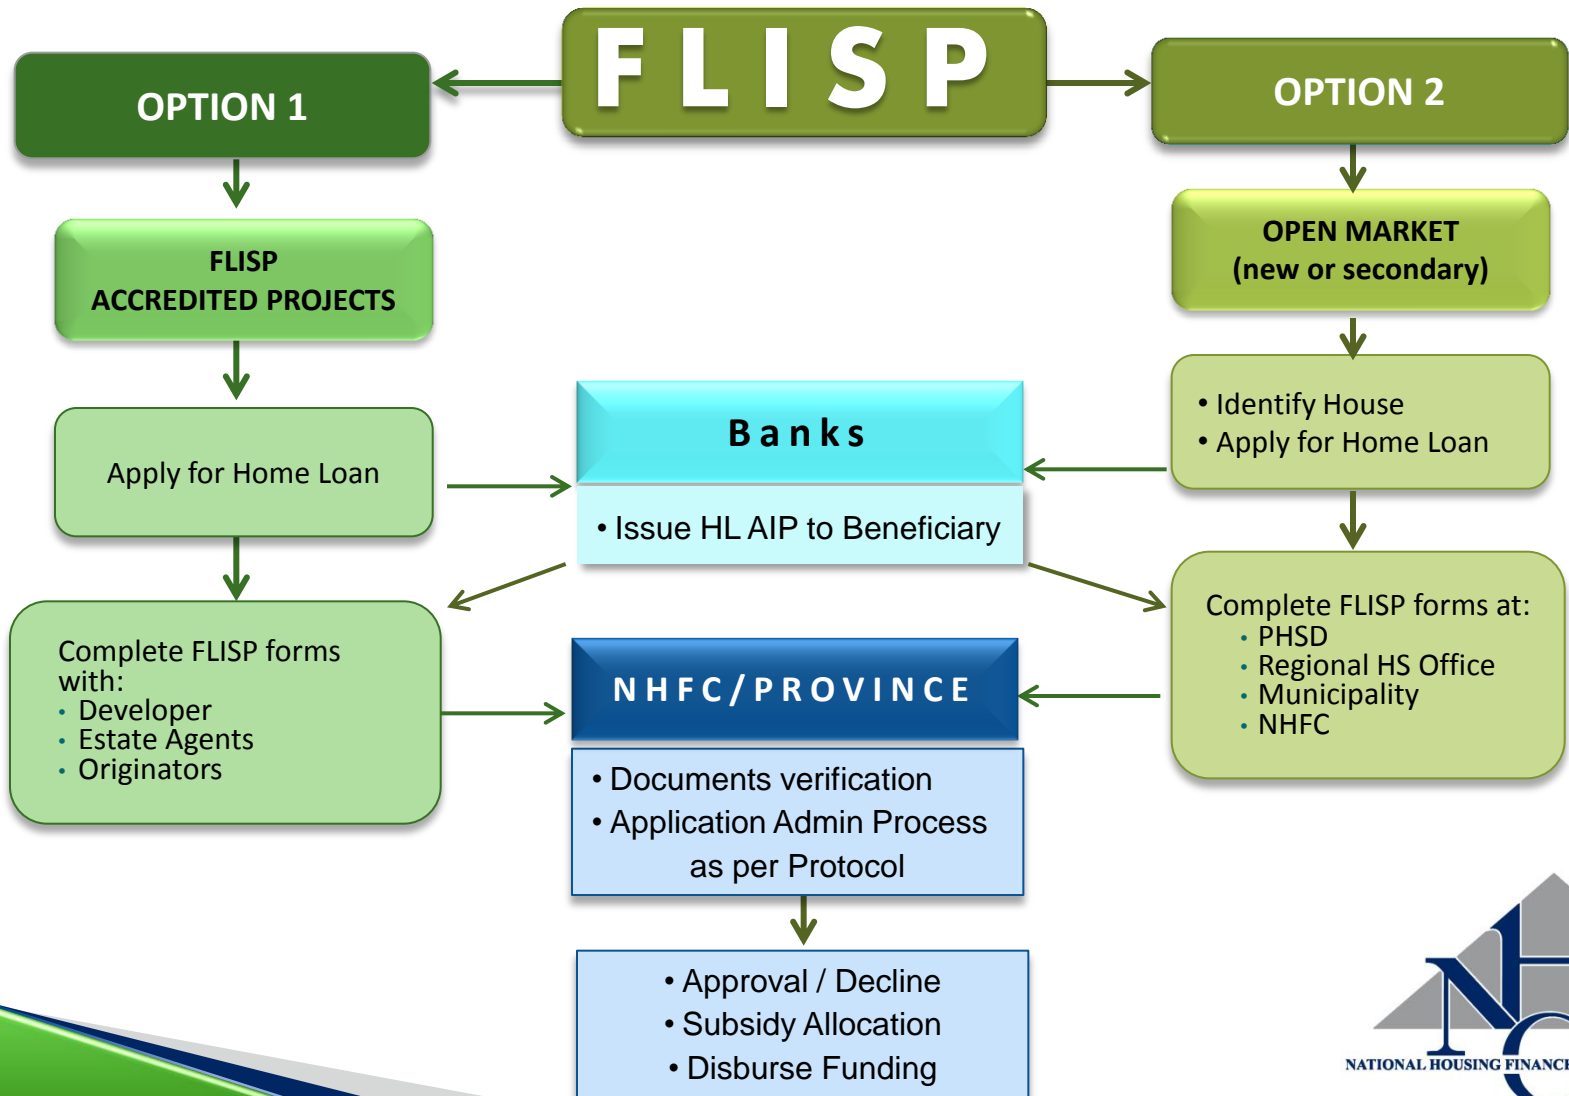 FLISP
OPTION 1
OPTION 2
FLISP
ACCREDITED PROJECTS
OPEN MARKET
(new or secondary)
Apply for Home Loan
Banks
• Issue HL AIP to Beneficiary
• Identify House
• Apply for Home Loan
Complete FLISP forms
with:
• Developer
• Estate Agents
• Originators
NHFC/PROVINCE
• Documents verification
• Application Admin Process
as per Protocol
Complete FLISP forms at:
• PHSD
• Regional HS Office
• Municipality
• NHFC
• Approval / Decline
• Subsidy Allocation
• Disburse Funding
NATIONAL HOUSING FINANCE